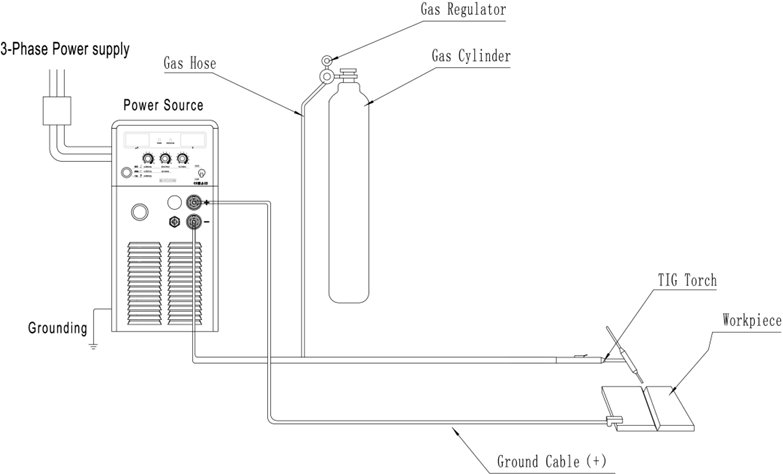 Gas Regulator
3-Phase Power supply
Gas Hose
Gas Cylinder
Power Source
+
−
TIG Torch
Workpiece
Grounding
Ground Cable (+)